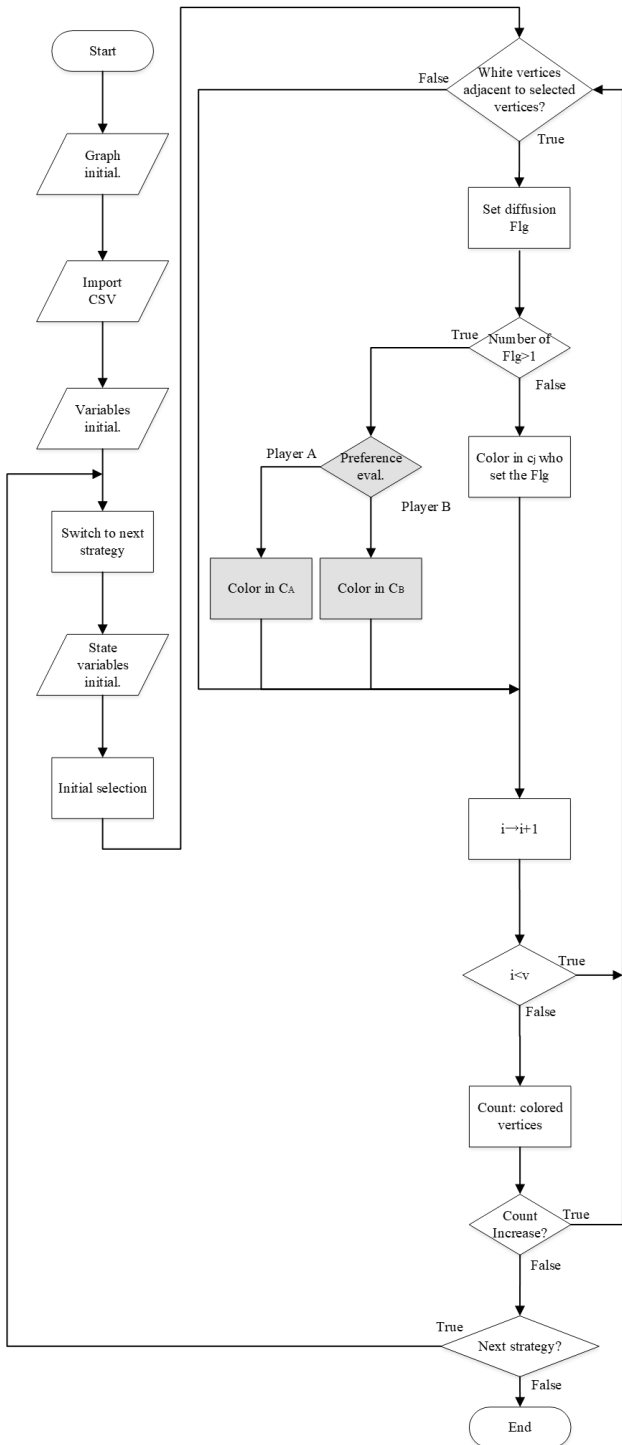 Start
Graph
initial.
Import
CSV
Variables
initial.
Switch to next
strategy
State
variables
initial.
Initial selection
White vertices
adjacent to selected
vertices?
False
True
Set diffusion
Flg
Number of
Flg>1
True
False
Preference
eval.
Player A
Player B
Color in cj who
set the Flg
Color in CA
Color in CB
i→i+1
i<v
True
False
Count: colored
vertices
Count
Increase?
True
False
Next strategy?
True
False
End